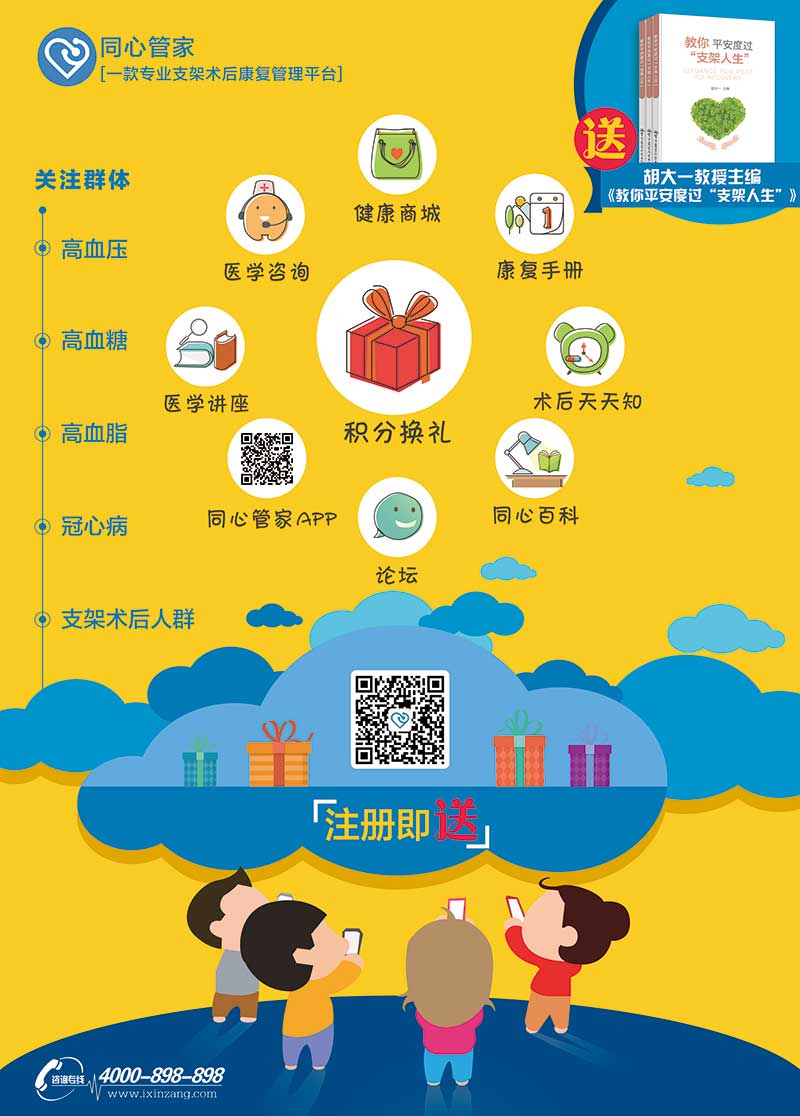 同心管家
[一款专业支架术后康复管理平台]
教你 平安度过
“支架人生”
送
胡大一教授主编
《教你平安度过“支架人生”》
关注群体
高血压
高血糖
高血脂
冠心病
支架术后人群
健康商城
医学咨询
1
康复手册
医学讲座
积分换礼
术后天天知
同心管家APP
同心百科
论坛
「注册即送」
咨询专线
4000-898-898
www.ixinzang.com